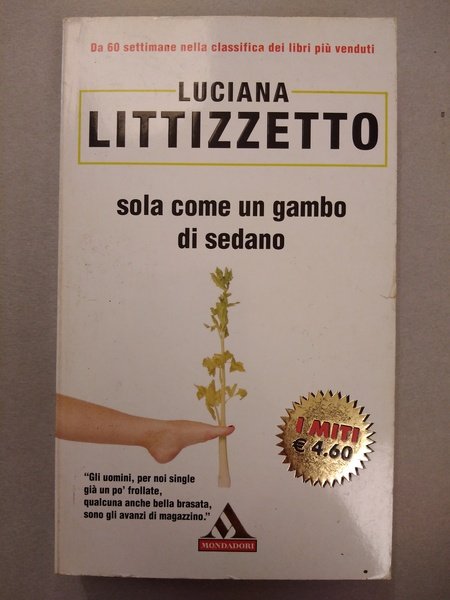 Da 60 settimane nella classifica dei libri più venduti
LUCIANA
LITTIZZETTO
sola come un gambo
di sedano
I MITI
€ 4.60
“Gli uomini, per noi single
già un po’ frollate,
qualcuna anche bella brasata,
sono gli avanzi di magazzino.”
MONDADORI